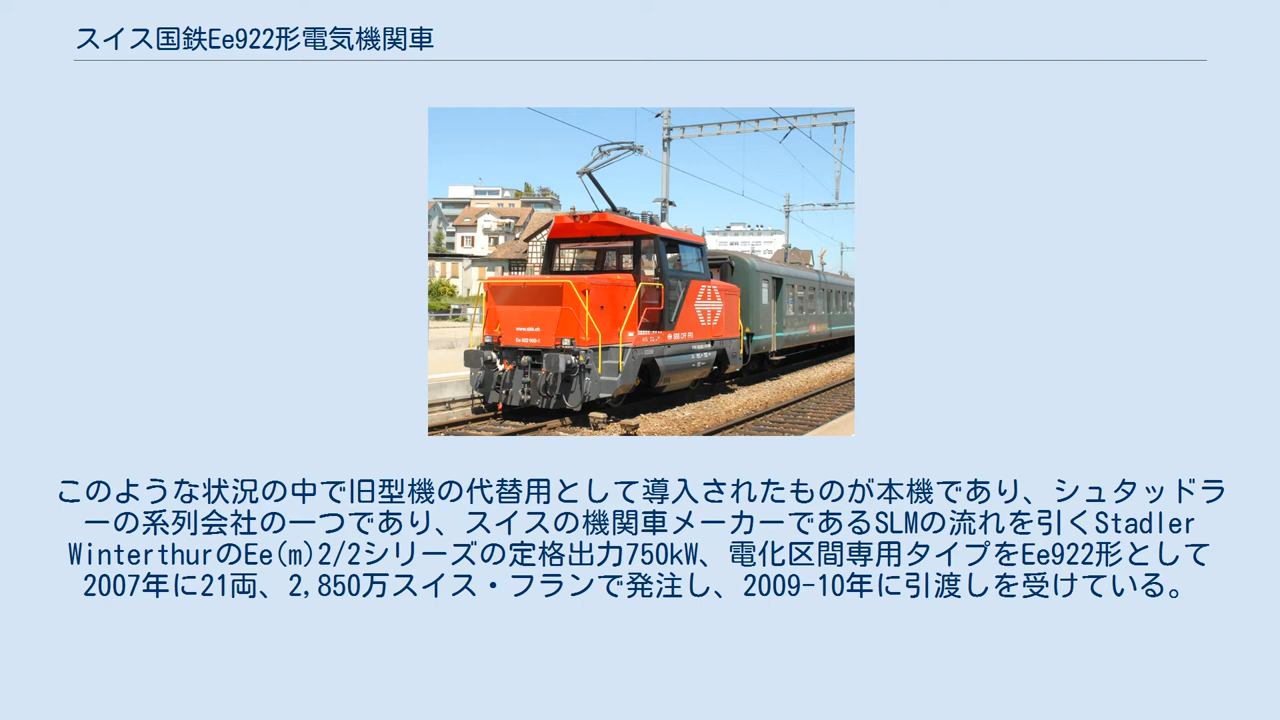 スイス国鉄Ee922形電気機関車
www.sbb.ch
SBB CFF FFS
このような状況の中で旧型機の代替用として導入されたものが本機であり、シュタッドラ
ーの系列会社の一つであり、スイスの機関車メーカーであるSLMの流れを引くStadler
WinterthurのEe(m)2/2シリーズの定格出力750kW、電化区間専用タイプをEe922形として
2007年に21両、2,850万スイス・フランで発注し、2009-10年に引渡しを受けている。